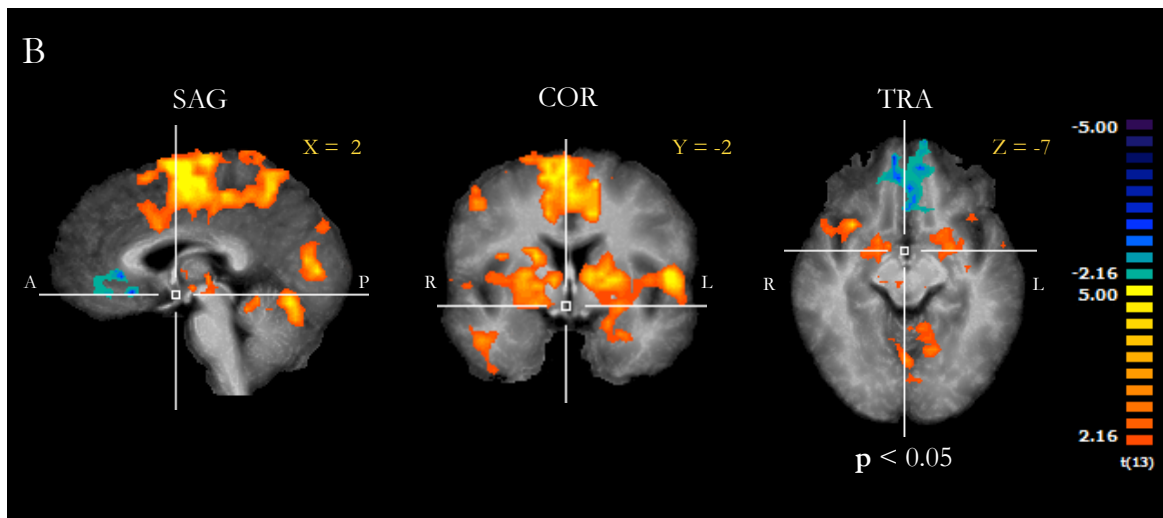 B
SAG
COR
TRA
X = 2
Y = -2
Z = -7
A
P
R
L
R
L
-5.00
-2.16
5.00
2.16
t(13)
p < 0.05